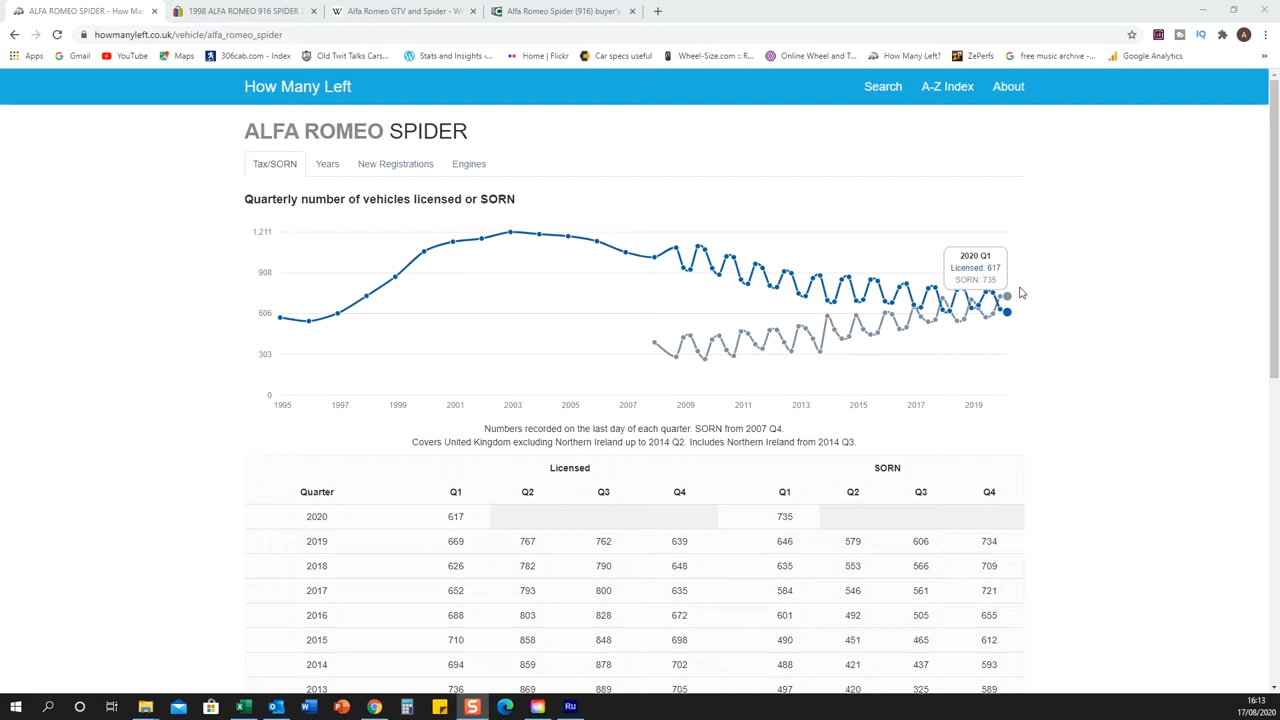 ALFA ROMEO SPIDER - How Ma
1998 ALFA ROMEO 916 SPIDER
Alfa Romeo GTV and Spider - W
Alfa Romeo Spider (916) buyer's
howmanyleft.co.uk/vehicle/alfa_romeo_spider
A
Apps
Gmail
YouTube
Maps
306cab.com - Index
Old Twit Talks Cars...
Stats and Insights ‹...
Home | Flickr
Car specs useful
Wheel-Size.com :: R...
Online Wheel and T...
How Many Left?
ZePerfs
free music archive -...
Google Analytics
»
How Many Left
Search
A-Z Index
About
ALFA ROMEO SPIDER
Tax/SORN
Years
New Registrations
Engines
Quarterly number of vehicles licensed or SORN
1,211
908
606
303
0
2020 Q1
Licensed: 617
SORN: 735
1995 1997 1999 2001 2003 2005 2007 2009 2011 2013 2015 2017 2019
Numbers recorded on the last day of each quarter. SORN from 2007 Q4.
Covers United Kingdom excluding Northern Ireland up to 2014 Q2. Includes Northern Ireland from 2014 Q3.
Licensed SORN
Quarter Q1 Q2 Q3 Q4 Q1 Q2 Q3 Q4
2020 617 735
2019 669 767 762 639 646 579 606 734
2018 626 782 790 648 635 553 566 709
2017 652 793 800 635 584 546 561 721
2016 688 803 828 672 601 492 505 655
2015 710 858 848 698 490 451 465 612
2014 694 859 878 702 488 421 437 593
2013 736 869 889 705 497 420 325 589
16:13
17/08/2020